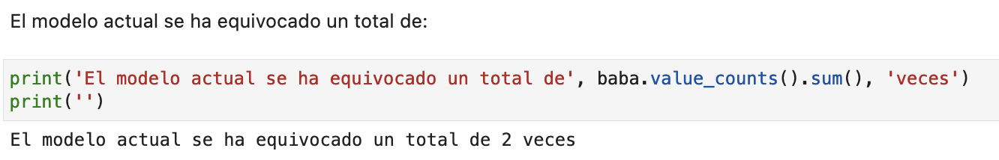 El modelo actual se ha equivocado un total de:
print('El modelo actual se ha equivocado un total de', baba.value_counts().sum(), 'veces')
print('')
El modelo actual se ha equivocado un total de 2 veces